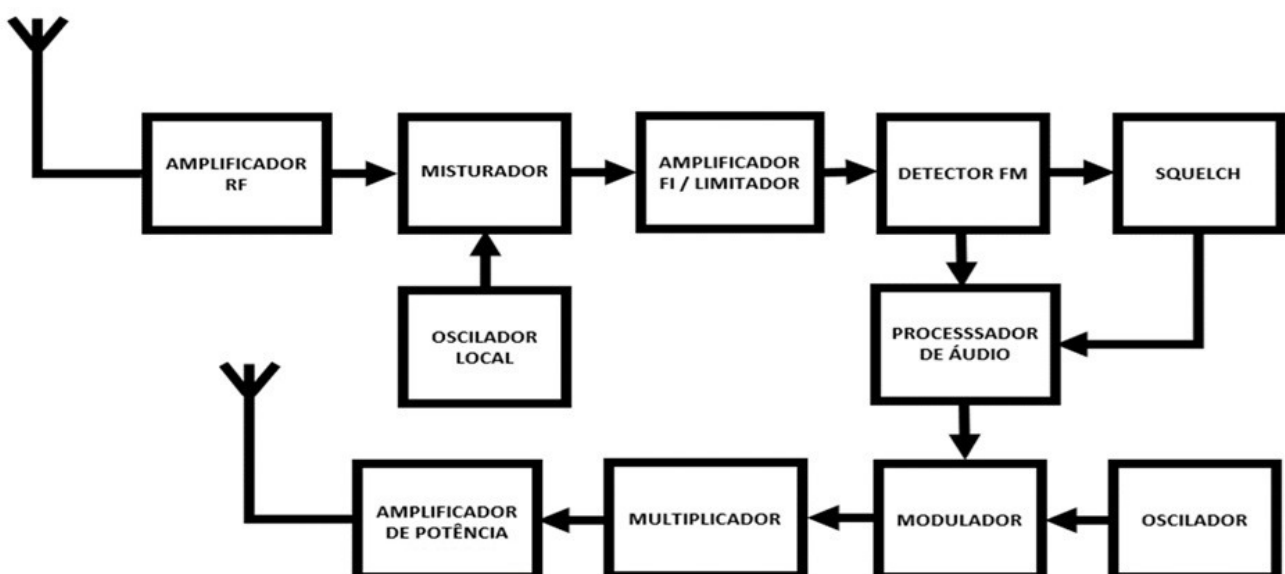 AMPLIFICADOR
RF
MISTURADOR
AMPLIFICADOR
FI / LIMITADOR
DETECTOR FM
SQUELCH
OSCILADOR
LOCAL
PROCESSSADOR
DE ÁUDIO
AMPLIFICADOR
DE POTÊNCIA
MULTIPLICADOR
MODULADOR
OSCILADOR